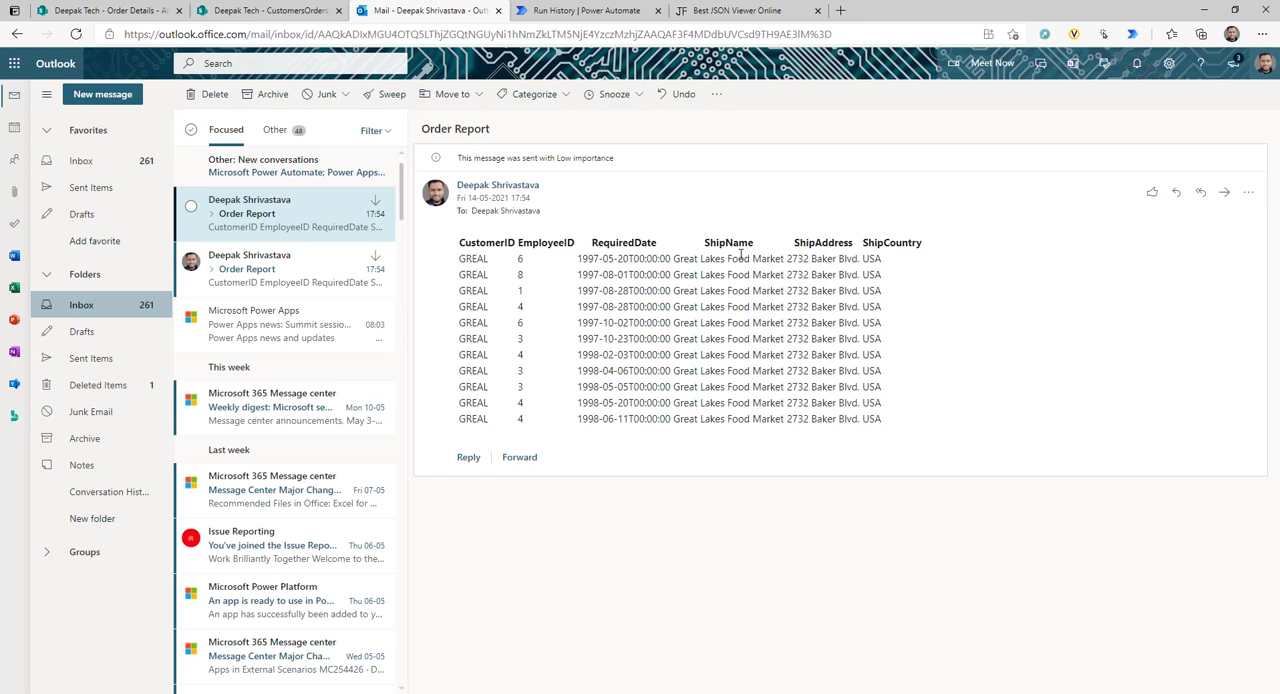 Deepak Tech - Order Details - Al
Deepak Tech - CustomersOrders
Mail - Deepak Shrivastava - Outl
Run History | Power Automate
JF Best JSON Viewer Online
Outlook
Search
Meet Now
3
New message
Delete
Archive
Junk
Sweep
Move to
Categorize
Snooze
Undo
Favorites
Inbox 261
Sent Items
Drafts
Add favorite
Folders
Inbox 261
Drafts
Sent Items
Deleted Items 1
Junk Email
Archive
Notes
Conversation Hist...
New folder
Groups
Focused
Other 48
Filter
Other: New conversations
Microsoft Power Automate; Power Apps...
Deepak Shrivastava
Order Report 17:54
CustomerID EmployeeID RequiredDate S...
Deepak Shrivastava
Order Report 17:54
CustomerID EmployeeID RequiredDate S...
Microsoft Power Apps
Power Apps news: Summit sessio... 08:03
Power Apps news and updates ...
This week
Microsoft 365 Message center
Weekly digest: Microsoft se... Mon 10-05
Message center announcements, May 3-...
Last week
Microsoft 365 Message center
Message Center Major Chang... Fri 07-05
Recommended Files in Office: Excel for ...
IR
Issue Reporting
You've joined the Issue Repo... Thu 06-05
Work Brilliantly Together Welcome to the...
Microsoft Power Platform
An app is ready to use in Po... Thu 06-05
An app has successfully been added to y...
Microsoft 365 Message center
Message Center Major Cha... Wed 05-05
Apps in External Scenarios MC254426 · D...
Order Report
This message was sent with Low importance
Deepak Shrivastava
Fri 14-05-2021 17:54
To: Deepak Shrivastava
CustomerID EmployeeID RequiredDate ShipName ShipAddress ShipCountry
GREAL 6 1997-05-20T00:00:00 Great Lakes Food Market 2732 Baker Blvd. USA
GREAL 8 1997-08-01T00:00:00 Great Lakes Food Market 2732 Baker Blvd. USA
GREAL 1 1997-08-28T00:00:00 Great Lakes Food Market 2732 Baker Blvd. USA
GREAL 4 1997-08-28T00:00:00 Great Lakes Food Market 2732 Baker Blvd. USA
GREAL 6 1997-10-02T00:00:00 Great Lakes Food Market 2732 Baker Blvd. USA
GREAL 3 1997-10-23T00:00:00 Great Lakes Food Market 2732 Baker Blvd. USA
GREAL 4 1998-02-03T00:00:00 Great Lakes Food Market 2732 Baker Blvd. USA
GREAL 3 1998-04-06T00:00:00 Great Lakes Food Market 2732 Baker Blvd. USA
GREAL 3 1998-05-05T00:00:00 Great Lakes Food Market 2732 Baker Blvd. USA
GREAL 4 1998-05-20T00:00:00 Great Lakes Food Market 2732 Baker Blvd. USA
GREAL 4 1998-06-11T00:00:00 Great Lakes Food Market 2732 Baker Blvd. USA
Reply
Forward